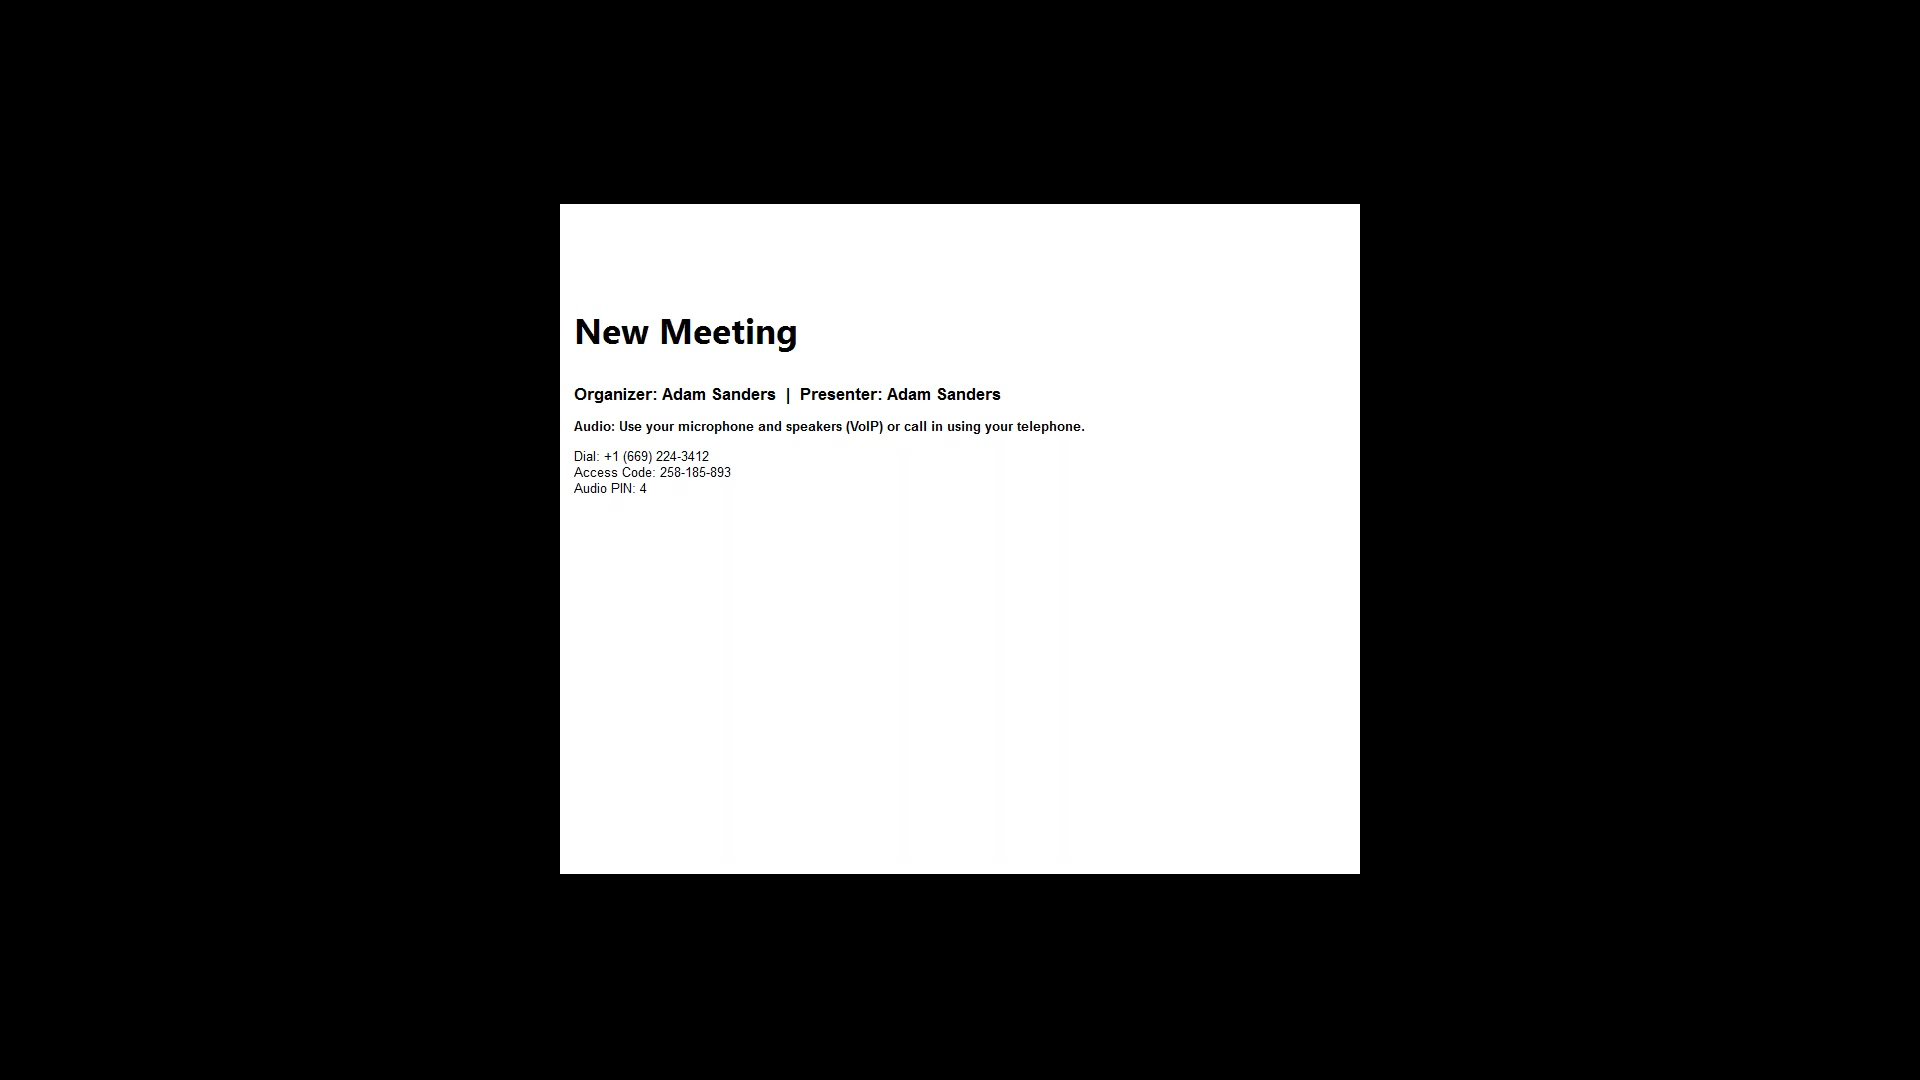 New Meeting
Organizer: Adam Sanders | Presenter: Adam Sanders
Audio: Use your microphone and speakers (VoIP) or call in using your telephone.
Dial: +1 (669) 224-3412
Access Code: 258-185-893
Audio PIN: 4